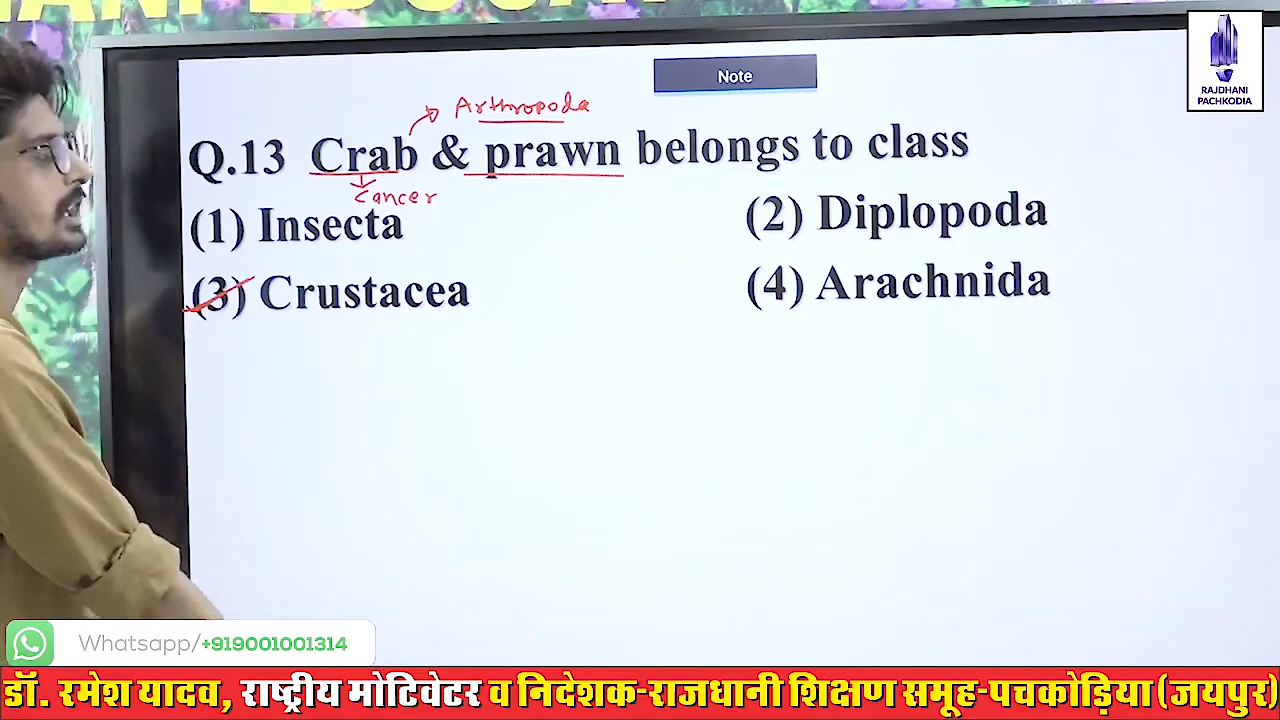 Note
RAJDHANI
PACHKODIA
Arthropoda
Q.13 Crab & prawn belongs to class
Cancer
(1) Insecta
(2) Diplopoda
(3) Crustacea
(4) Arachnida
Whatsapp/+919001001314
डॉ. रमेश यादव, राष्ट्रीय मोटिवेटर व निदेशक-राजधानी शिक्षण समूह-पचकोड़िया (जयपुर)